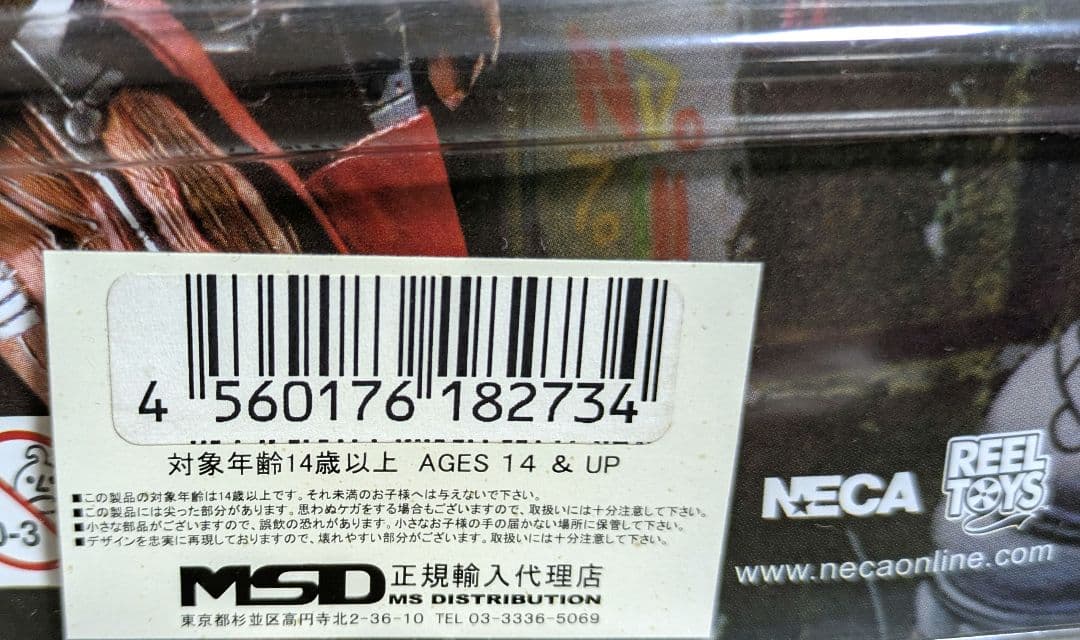 4 560176 182734
対象年齢14歳以上 AGES 14 & UP
■この製品の対象年齢は14歳以上です。それ未満のお子様へは与えないで下さい。
■この製品には尖った部分があります。思わぬケガをする場合もございますので、取扱いには十分注意して下さい。
■小さな部品がございますので、誤飲の恐れがあります。小さなお子様の手の届かない場所に保管して下さい。
■デザインを忠実に再現しておりますので、壊れやすい部分がございます。取扱いには十分注意して下さい。
MSD 正規輸入代理店
MS DISTRIBUTION
東京都杉並区高円寺北2-36-10 TEL 03-3336-5069
0-3
NECA
REEL
TOYS
www.necaonline.com